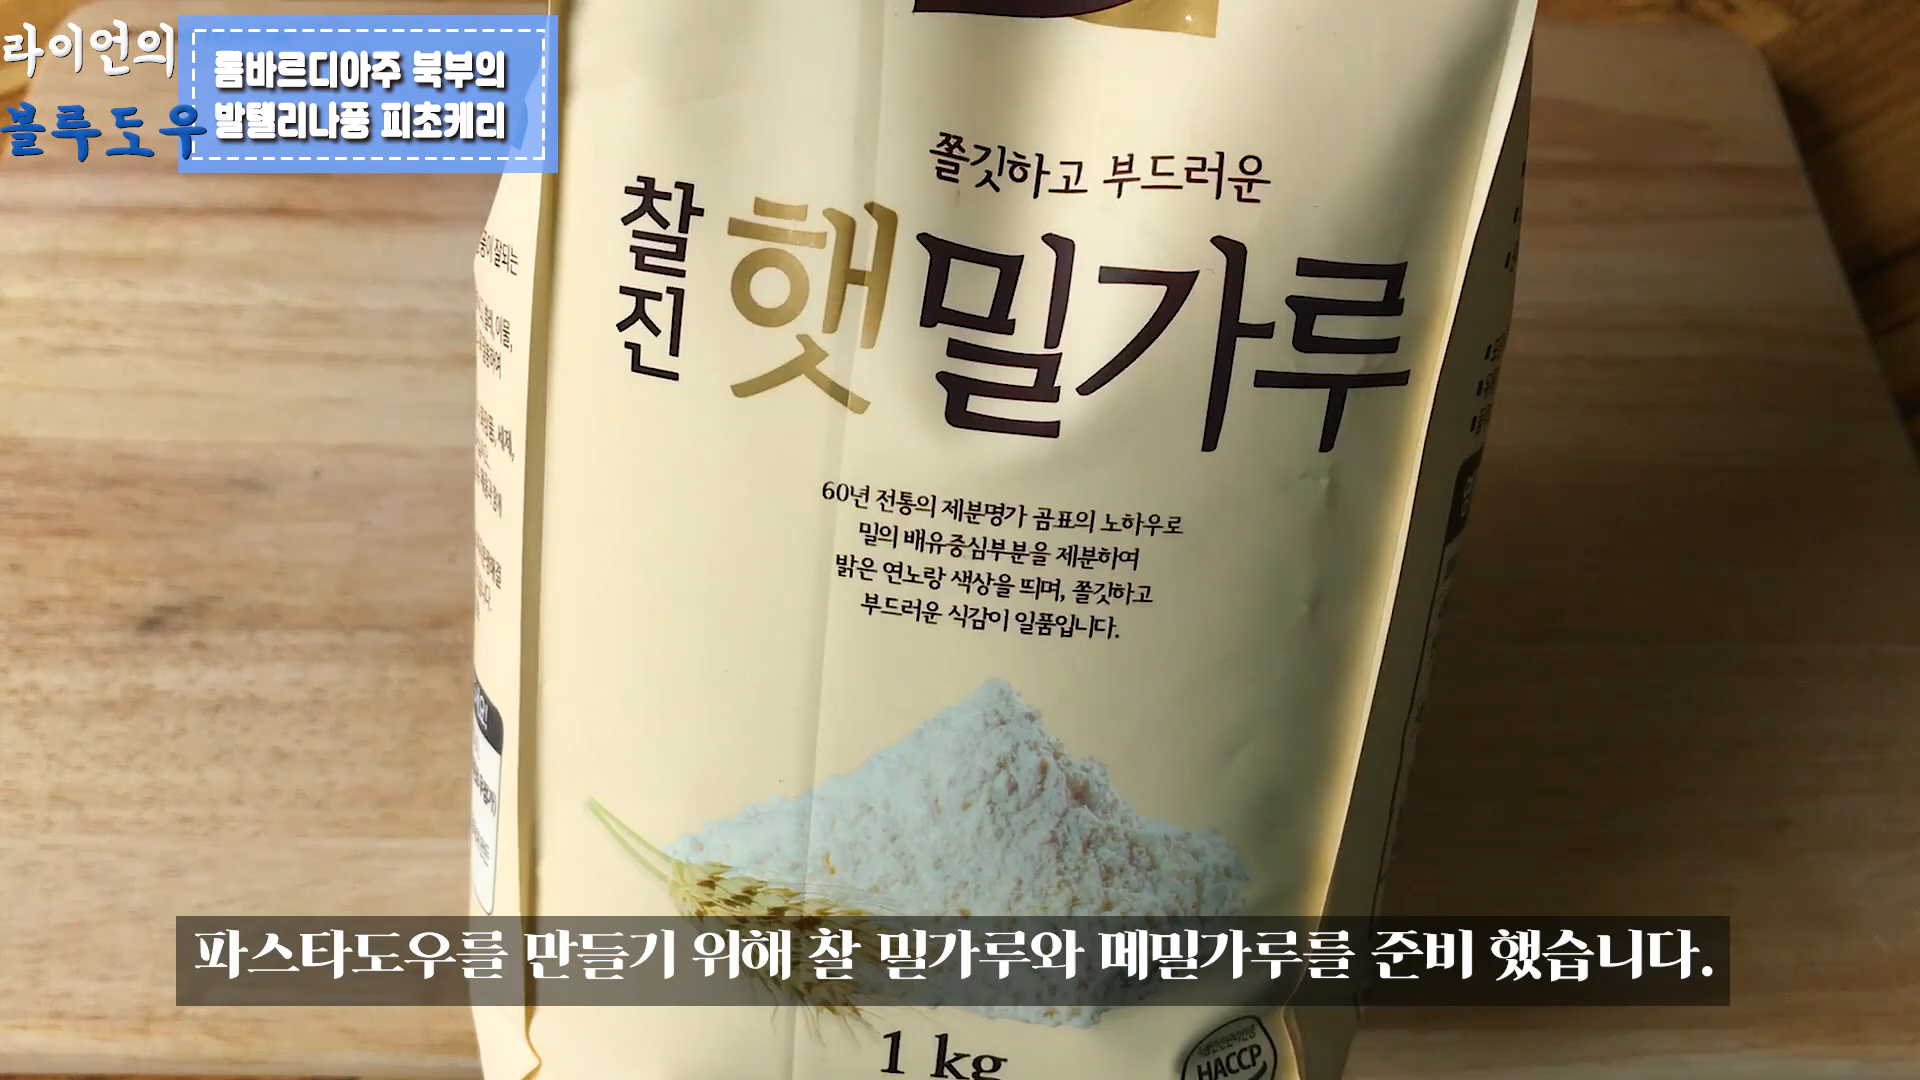 라이언의
블루도우
롬바르디아주 북부의
발텔리나풍 피초케리
쫄깃하고 부드러운
찰진 햇밀가루
60년 전통의 제분명가 곰표의 노하우로
밀의 배유중심부분을 제분하여
밝은 연노랑 색상을 띄며, 쫄깃하고
부드러운 식감이 일품입니다.
파스타도우를 만들기 위해 찰 밀가루와 메밀가루를 준비 했습니다.
1 kg
HACCP